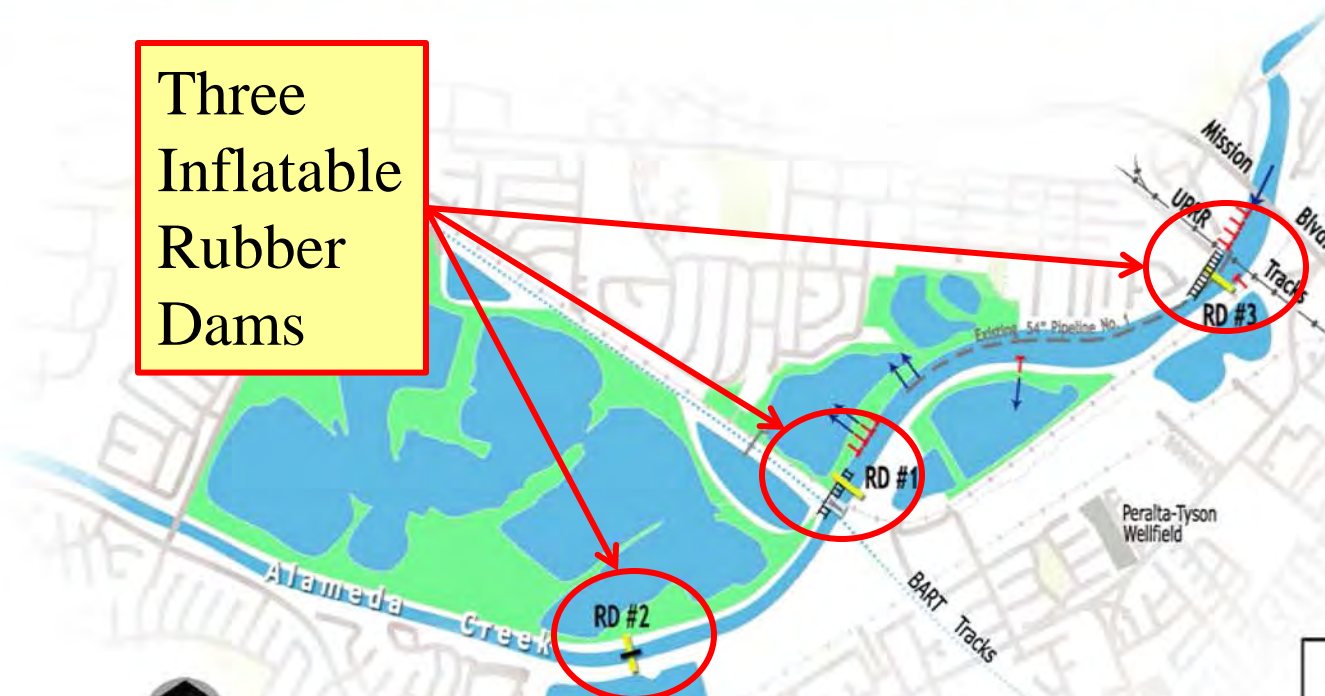 Three
Inflatable
Rubber
Dams
Mission
Blvd.
UPRR
Tracks
RD #3
Existing 54" Pipeline No. 1
RD #1
Peralta-Tyson
Wellfield
BART Tracks
RD #2
Alameda Creek